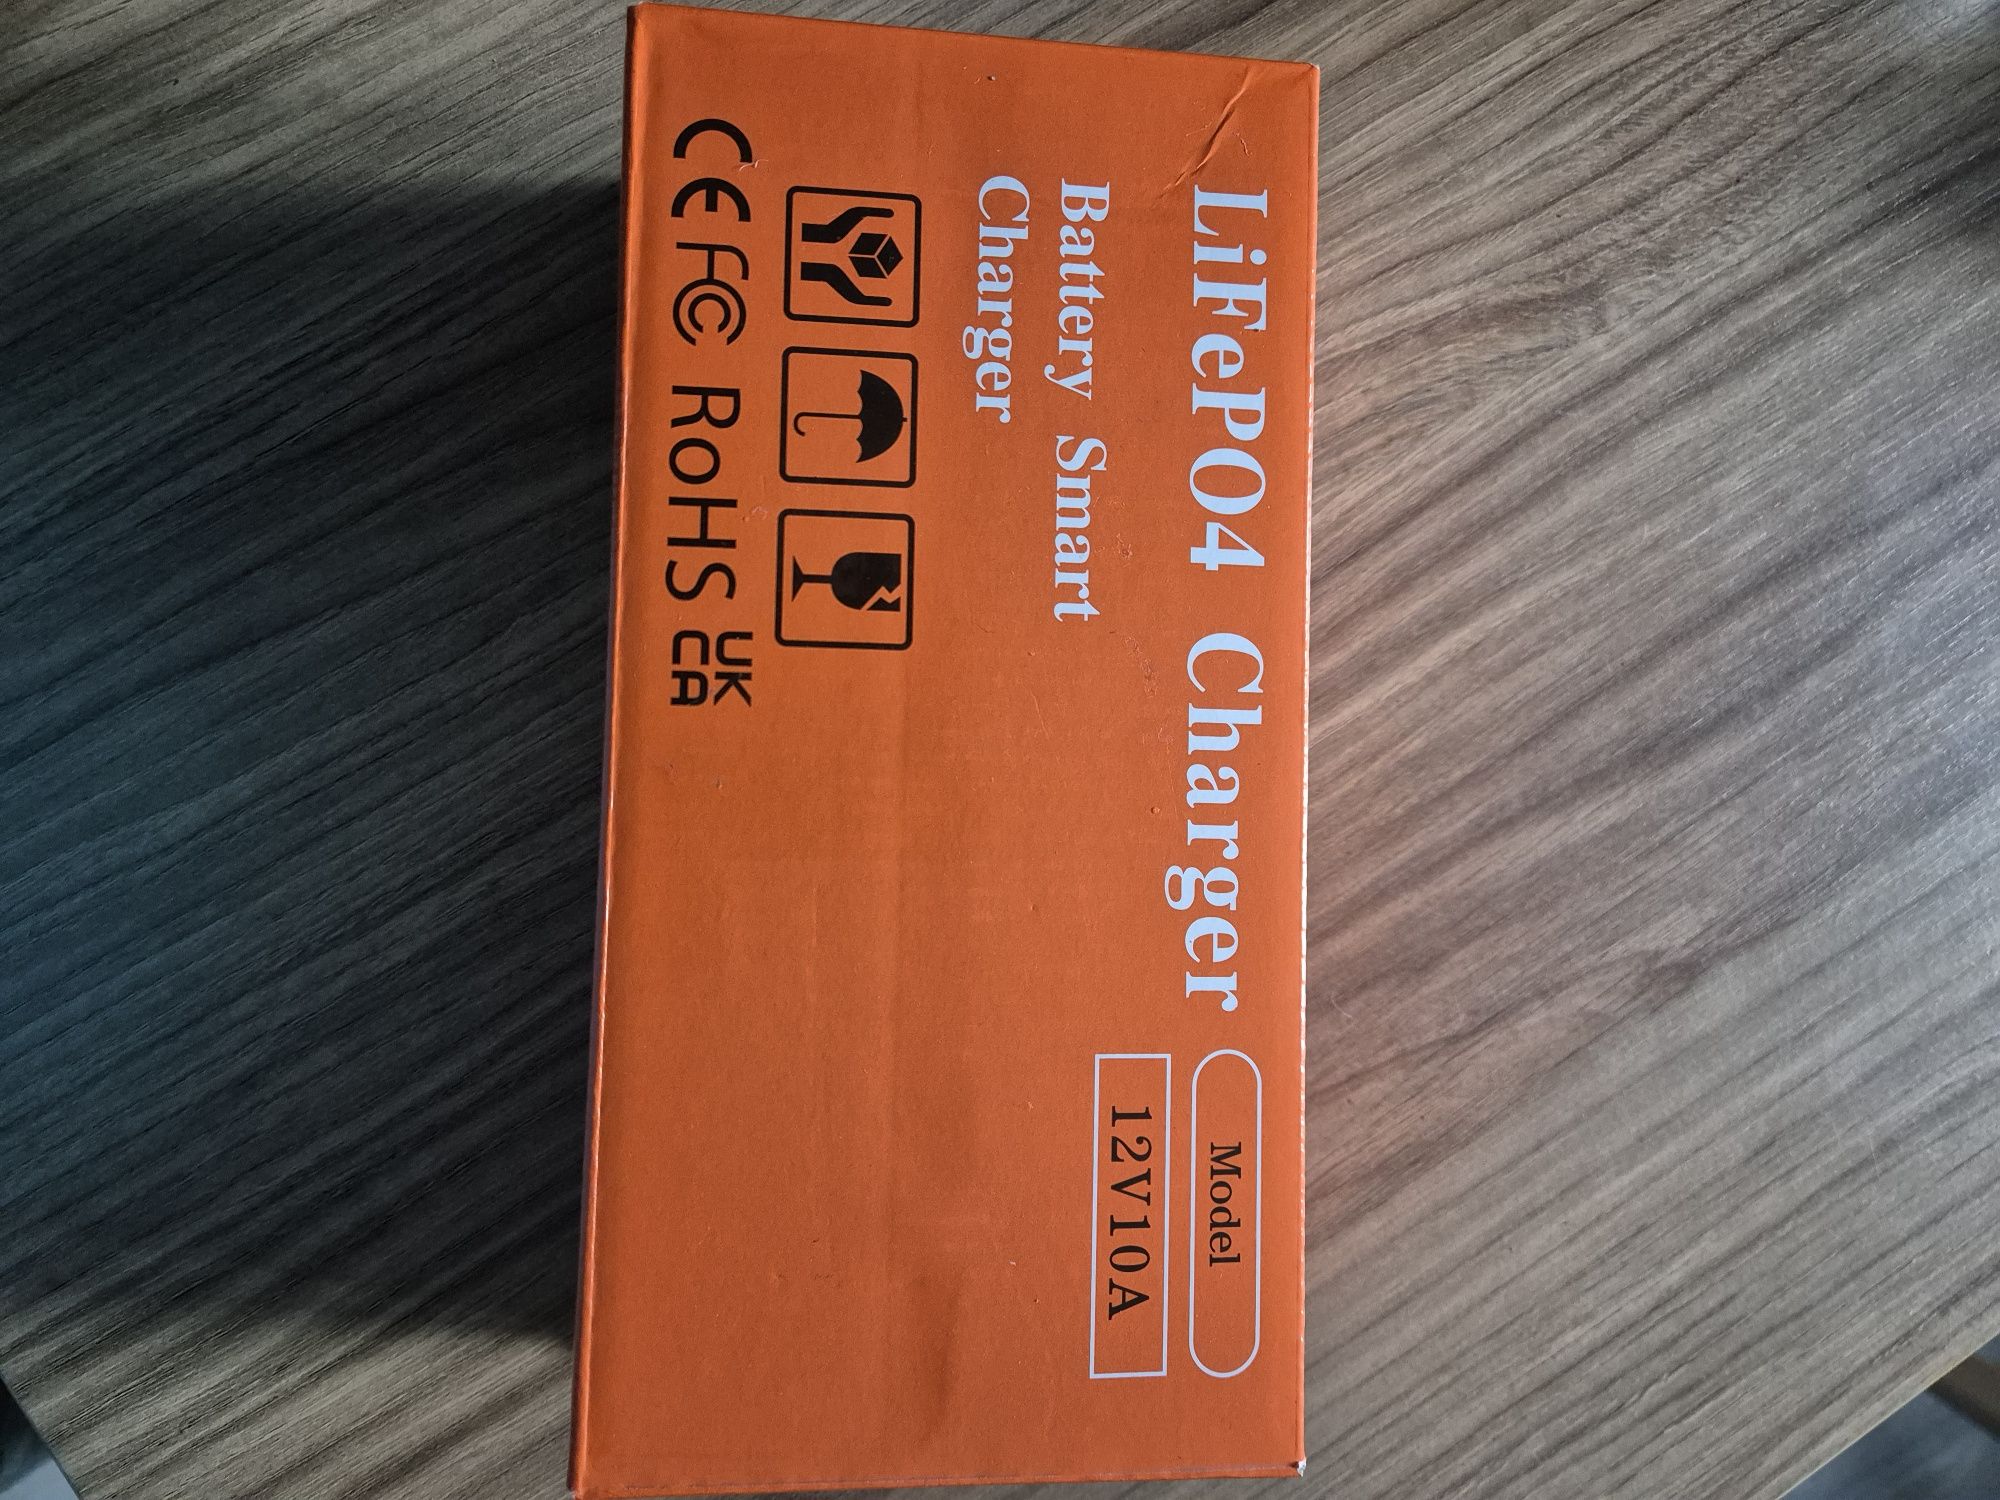 LiFePO4 Charger
Model
Battery Smart
Charger
12V10A
CE FC RoHS UK
CA